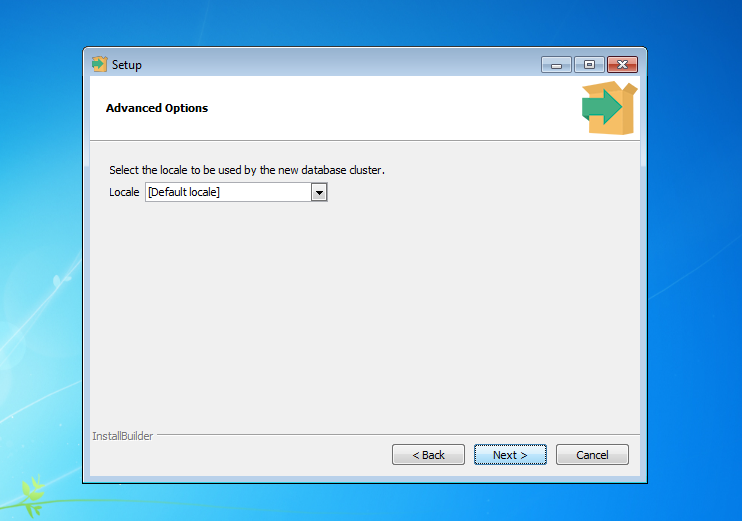 Setup
Advanced Options
Select the locale to be used by the new database cluster.
Locale [Default locale]
InstallBuilder
< Back Next > Cancel